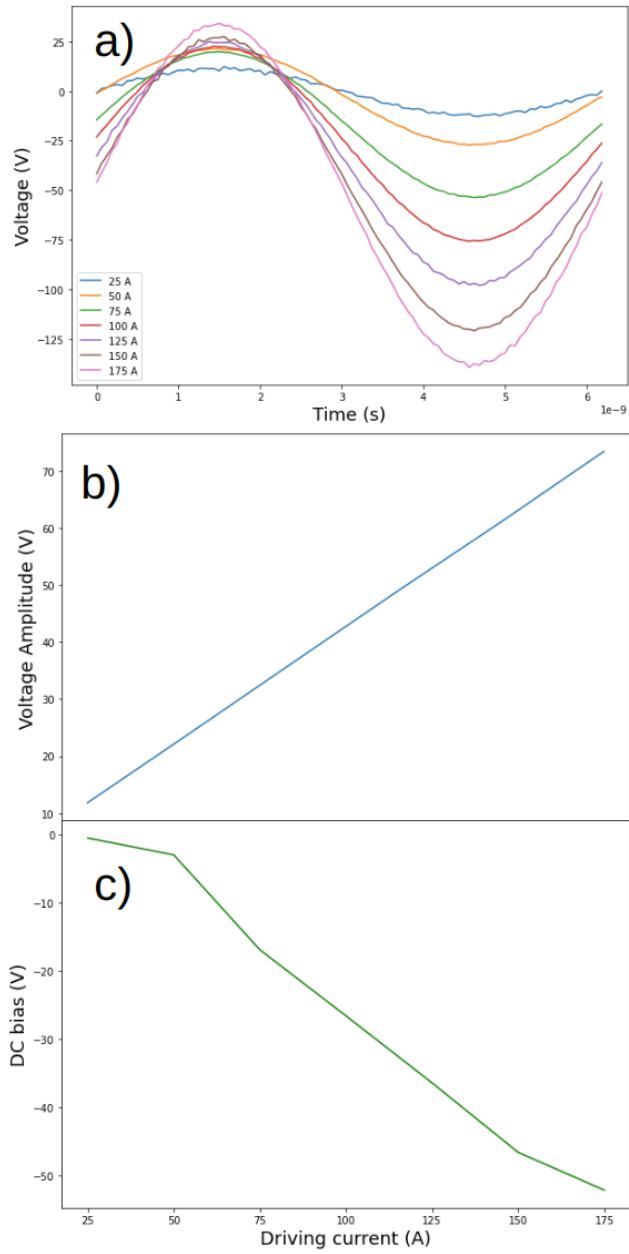 a)
25
0
−25
−50
−75
−100
−125
Voltage (V)
25 A
50 A
75 A
100 A
125 A
150 A
175 A
0
1
2
3
4
5
6
Time (s)
1e−9
b)
70
60
50
40
30
20
10
Voltage Amplitude (V)
c)
0
−10
−20
−30
−40
−50
DC bias (V)
25
50
75
100
125
150
175
Driving current (A)